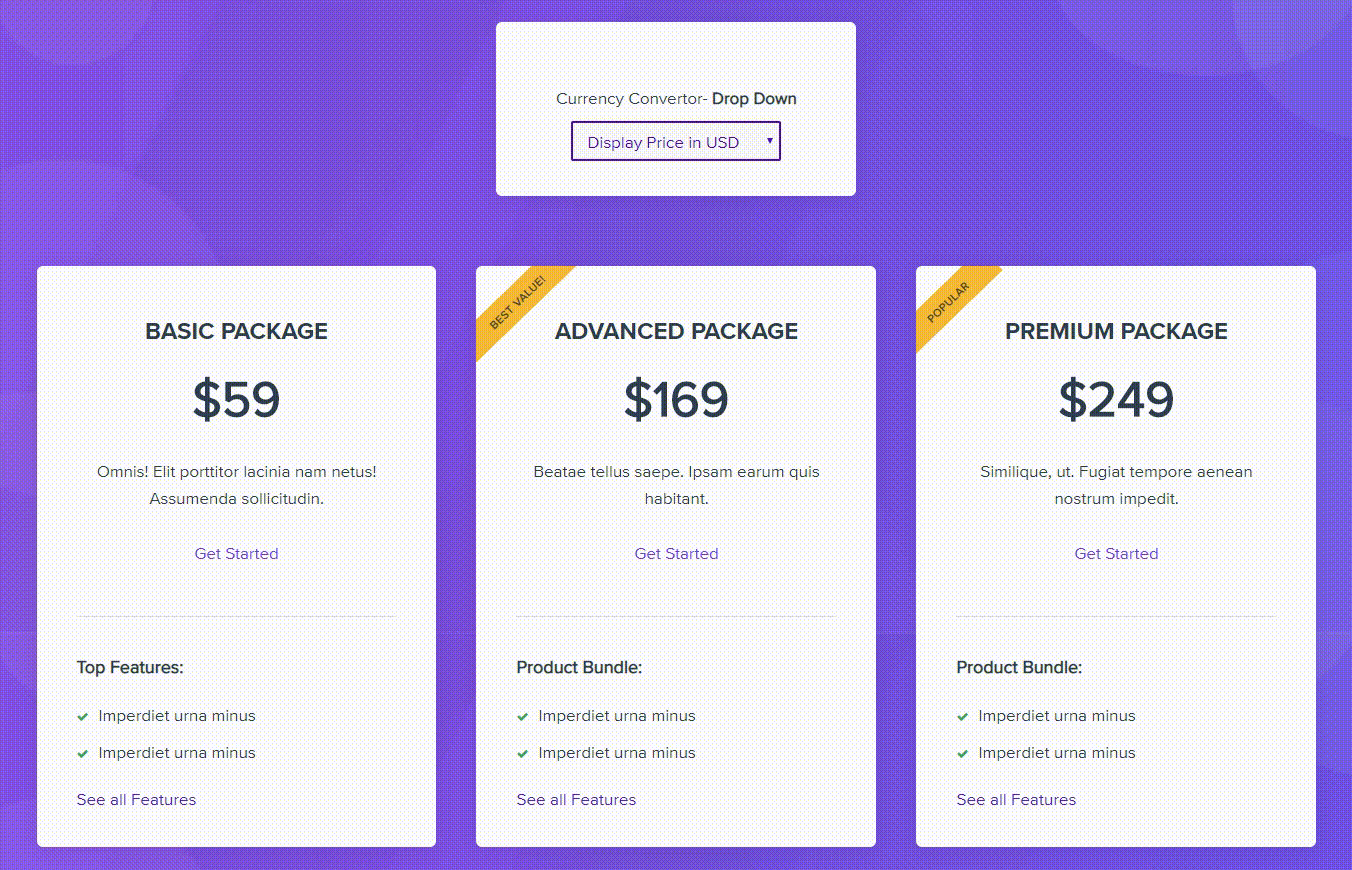 Currency Convertor- Drop Down
Display Price in USD
BASIC PACKAGE
$59
Omnis! Elit porttitor lacinia nam netus!
Assumenda sollicitudin.
Get Started
Top Features:
Imperdiet urna minus
Imperdiet urna minus
See all Features
BEST VALUE!
ADVANCED PACKAGE
$169
Beatae tellus saepe. Ipsam earum quis
habitant.
Get Started
Product Bundle:
Imperdiet urna minus
Imperdiet urna minus
See all Features
POPULAR
PREMIUM PACKAGE
$249
Similique, ut. Fugiat tempore aenean
nostrum impedit.
Get Started
Product Bundle:
Imperdiet urna minus
Imperdiet urna minus
See all Features